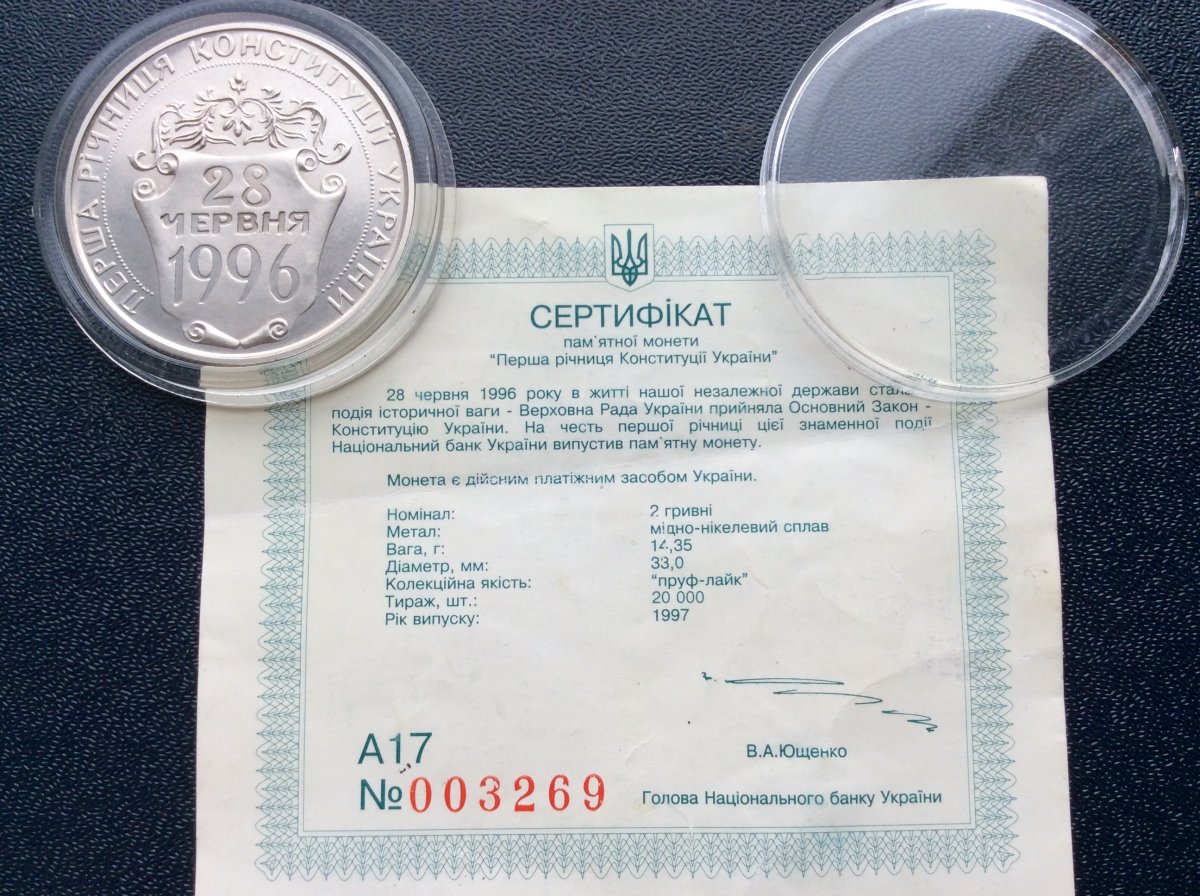 ПЕРША РІЧНИЦЯ КОНСТИТУЦІЇ УКРАЇНИ
28
ЧЕРВНЯ
1996
СЕРТИФІКАТ
пам`ятної монети
"Перша річниця Конституції України"
28 червня 1996 року в житті нашої незалежної держави сталась
подія історичної ваги - Верховна Рада України прийняла Основний Закон -
Конституцію України. На честь першої річниці цієї знаменної події
Національний банк України випустив пам`ятну монету.
Монета є дійсним платіжним засобом України.
Номінал: 2 гривні
Метал: мідно-нікелевий сплав
Вага, г: 14,35
Діаметр, мм: 33,0
Колекційна якість: "пруф-лайк"
Тираж, шт.: 20 000
Рік випуску: 1997
А17
№003269
В.А.Ющенко
Голова Національного банку України